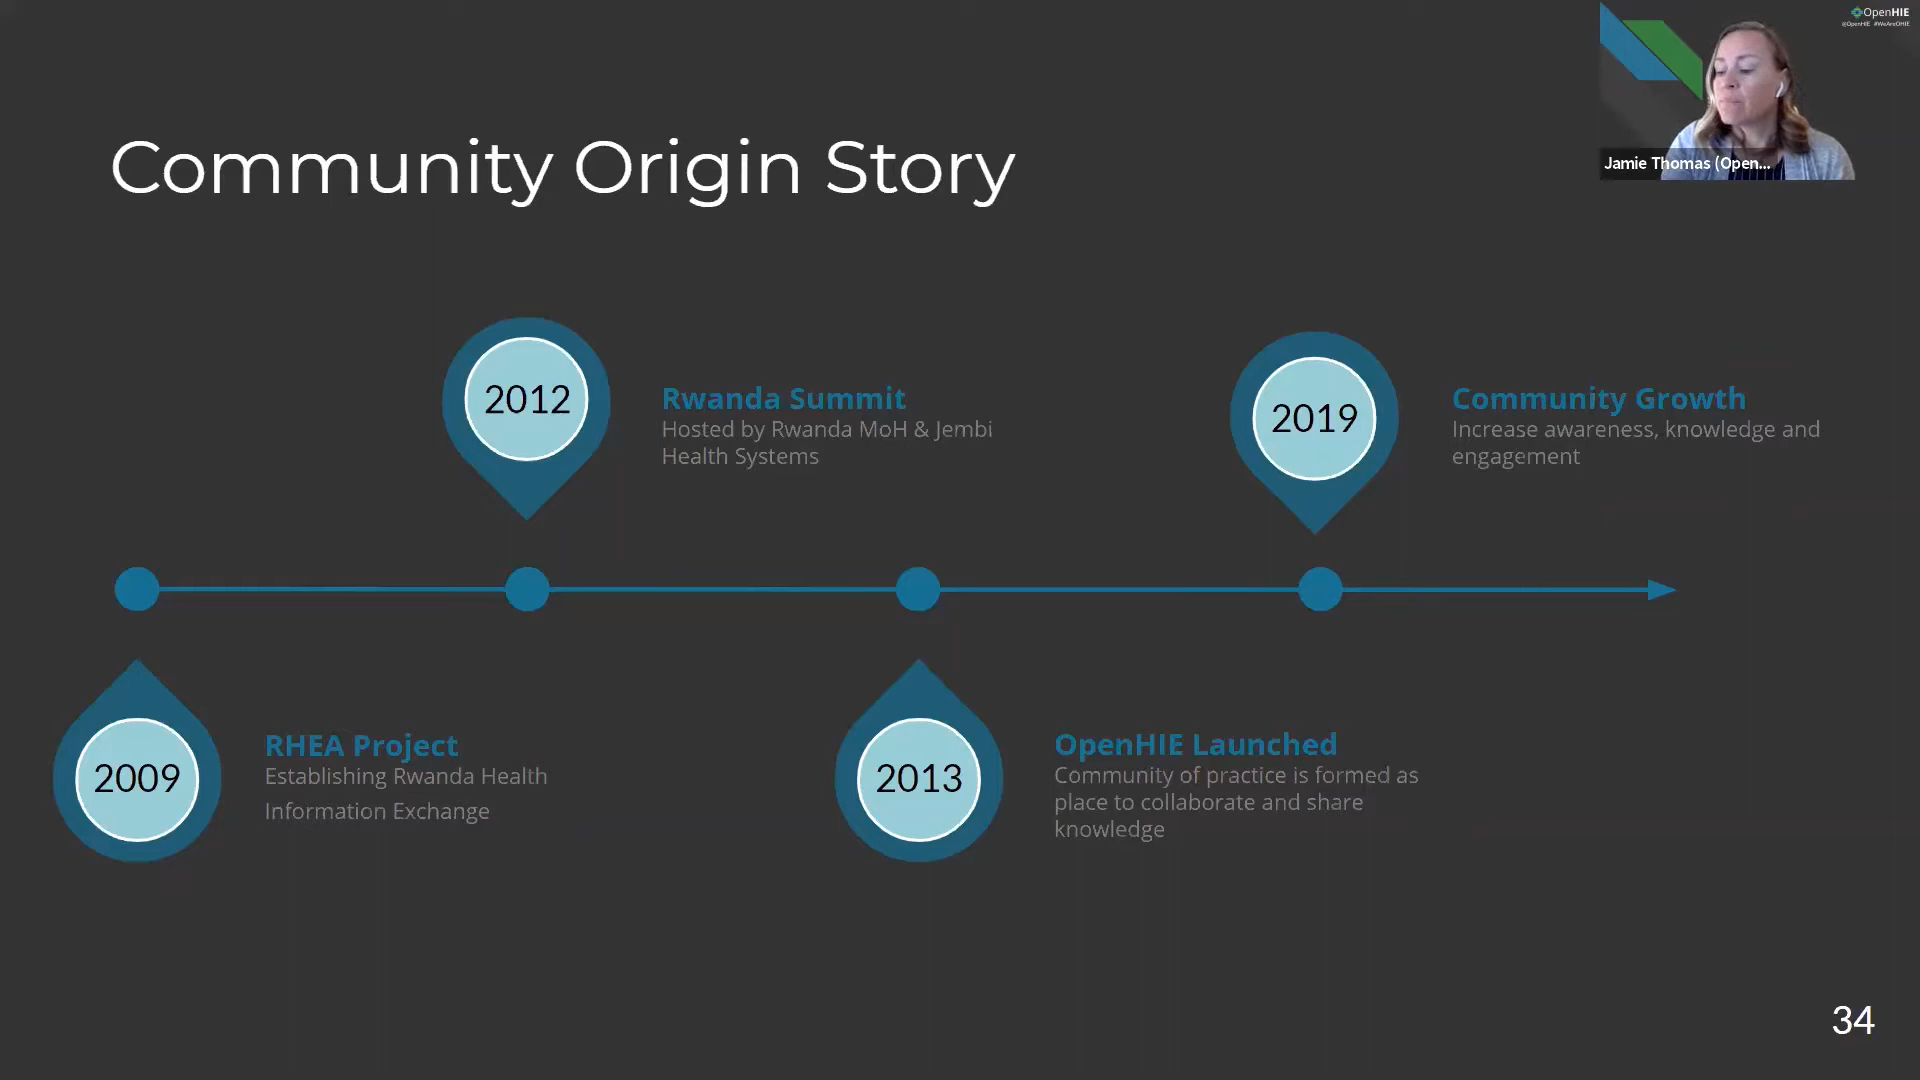 OpenHIE
@OpenHIE #WeAreOHIE
Jamie Thomas (Open...
Community Origin Story
2012
Rwanda Summit
Hosted by Rwanda MoH & Jembi
Health Systems
2019
Community Growth
Increase awareness, knowledge and
engagement
2009
RHEA Project
Establishing Rwanda Health
Information Exchange
2013
OpenHIE Launched
Community of practice is formed as
place to collaborate and share
knowledge
34